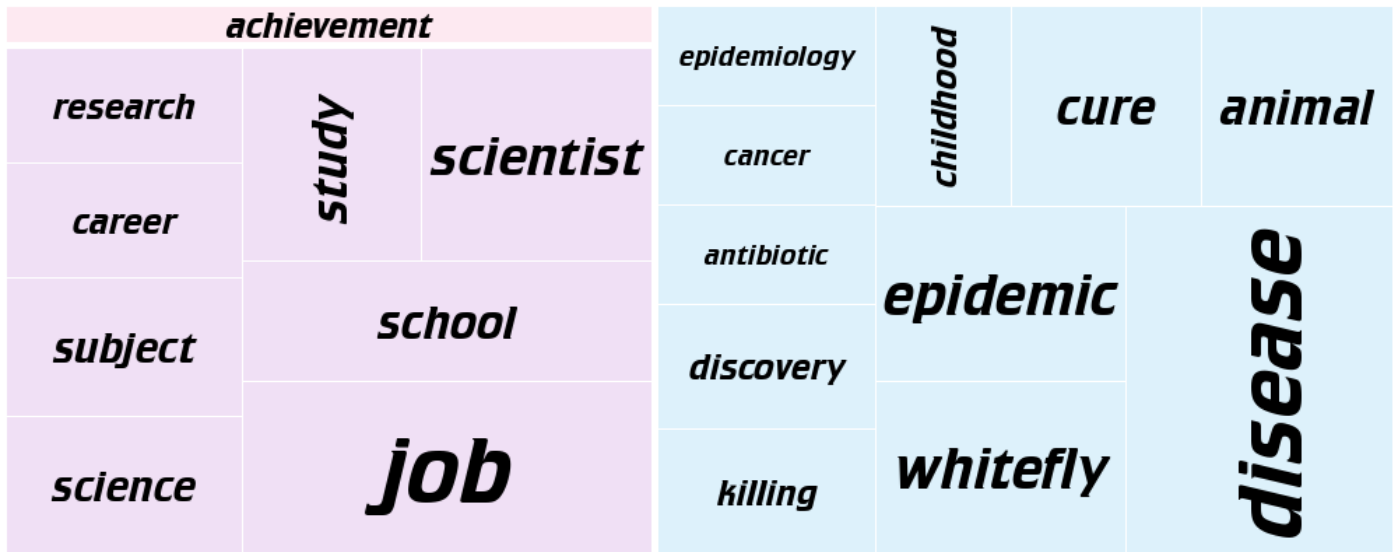 achievement
research
career
subject
science
study
scientist
school
job
epidemiology
cancer
antibiotic
discovery
killing
childhood
cure
animal
epidemic
whitefly
disease